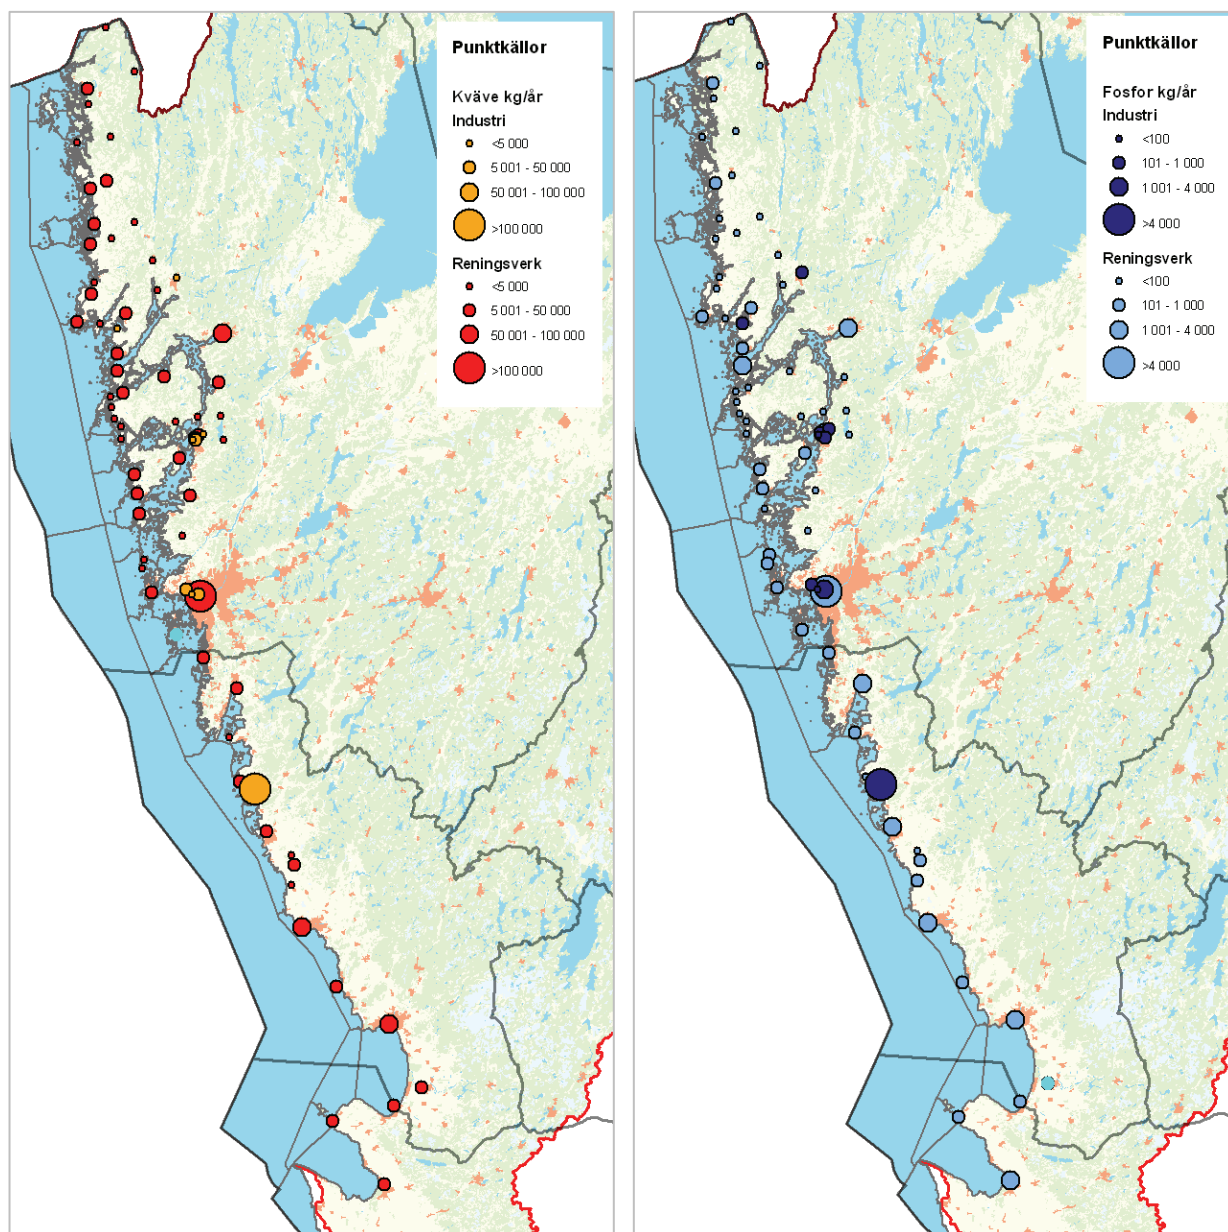 Punktkällor
Kväve kg/år
Industri
<5 000
5 001 - 50 000
50 001 - 100 000
>100 000
Reningsverk
<5 000
5 001 - 50 000
50 001 - 100 000
>100 000
Punktkällor
Fosfor kg/år
Industri
<100
101 - 1 000
1 001 - 4 000
>4 000
Reningsverk
<100
101 - 1 000
1 001 - 4 000
>4 000